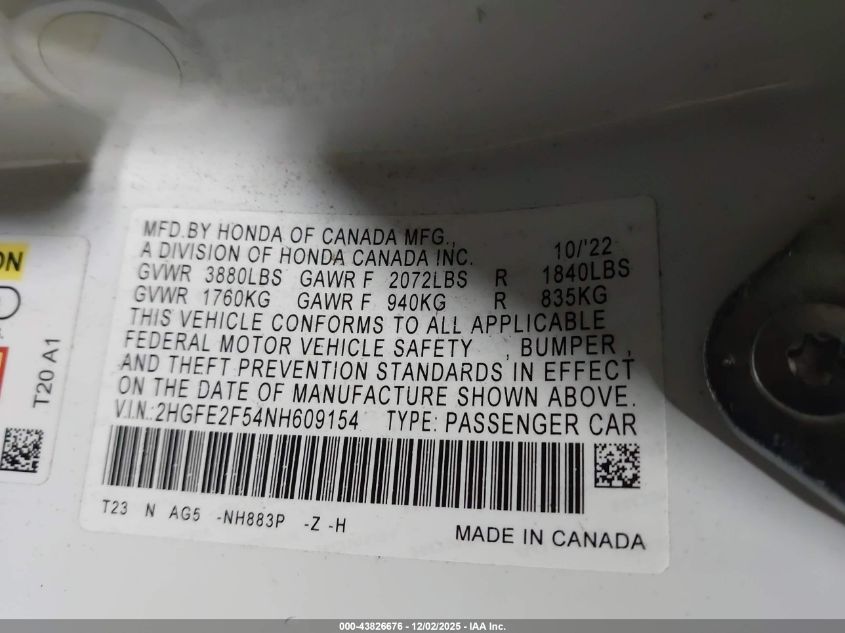 MFD.BY HONDA OF CANADA MFG.,
A DIVISION OF HONDA CANADA INC. 10/'22
GVWR 3880LBS GAWR F 2072LBS R 1840LBS
GVWR 1760KG GAWR F 940KG R 835KG
THIS VEHICLE CONFORMS TO ALL APPLICABLE
FEDERAL MOTOR VEHICLE SAFETY , BUMPER ,
AND THEFT PREVENTION STANDARDS IN EFFECT
ON THE DATE OF MANUFACTURE SHOWN ABOVE.
V.I.N.:2HGFE2F54NH609154 TYPE: PASSENGER CAR
T23 N AG5 -NH883P -Z -H
MADE IN CANADA
ON
T20 A1
000-43826676 - 12/02/2025 - IAA Inc.